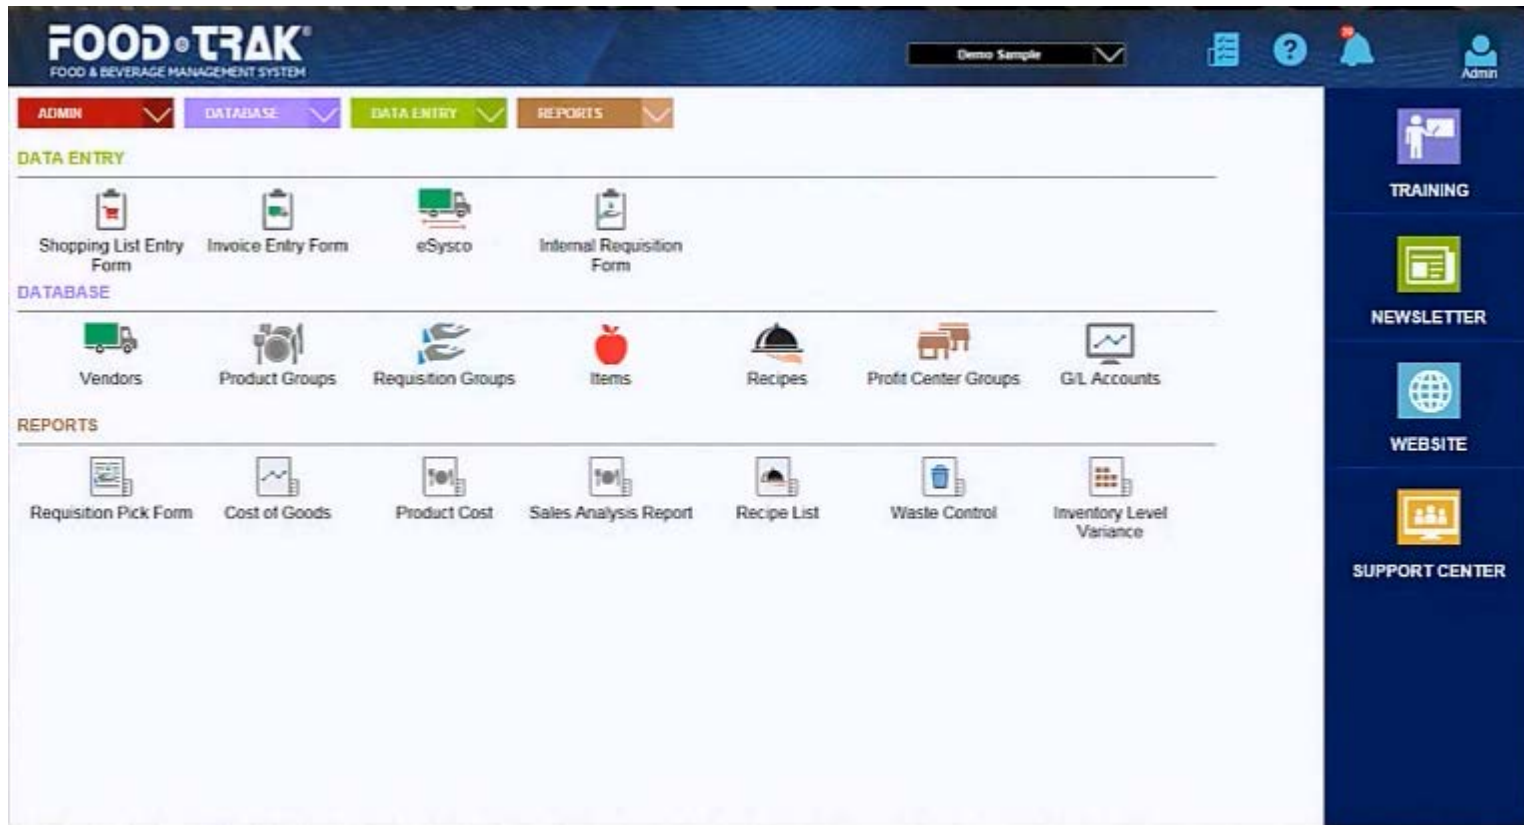 FOOD TRAK®
FOOD & BEVERAGE MANAGEMENT SYSTEM
Demo Sample
Admin
ADMIN
DATABASE
DATA ENTRY
REPORTS
DATA ENTRY
Shopping List Entry
Form
Invoice Entry Form
eSysco
Internal Requisition
Form
DATABASE
Vendors
Product Groups
Requisition Groups
Items
Recipes
Profit Center Groups
G/L Accounts
REPORTS
Requisition Pick Form
Cost of Goods
Product Cost
Sales Analysis Report
Recipe List
Waste Control
Inventory Level
Variance
TRAINING
NEWSLETTER
WEBSITE
SUPPORT CENTER